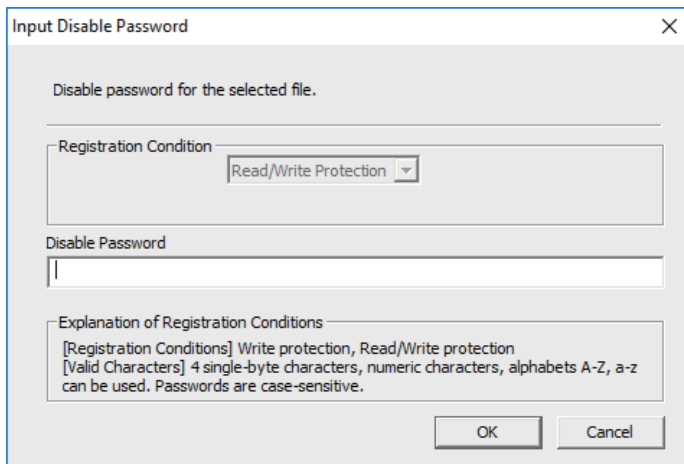 Input Disable Password
Disable password for the selected file.
Registration Condition
Read/Write Protection
Disable Password
Explanation of Registration Conditions
[Registration Conditions] Write protection, Read/Write protection
[Valid Characters] 4 single-byte characters, numeric characters, alphabets A-Z, a-z
can be used. Passwords are case-sensitive.
OK Cancel